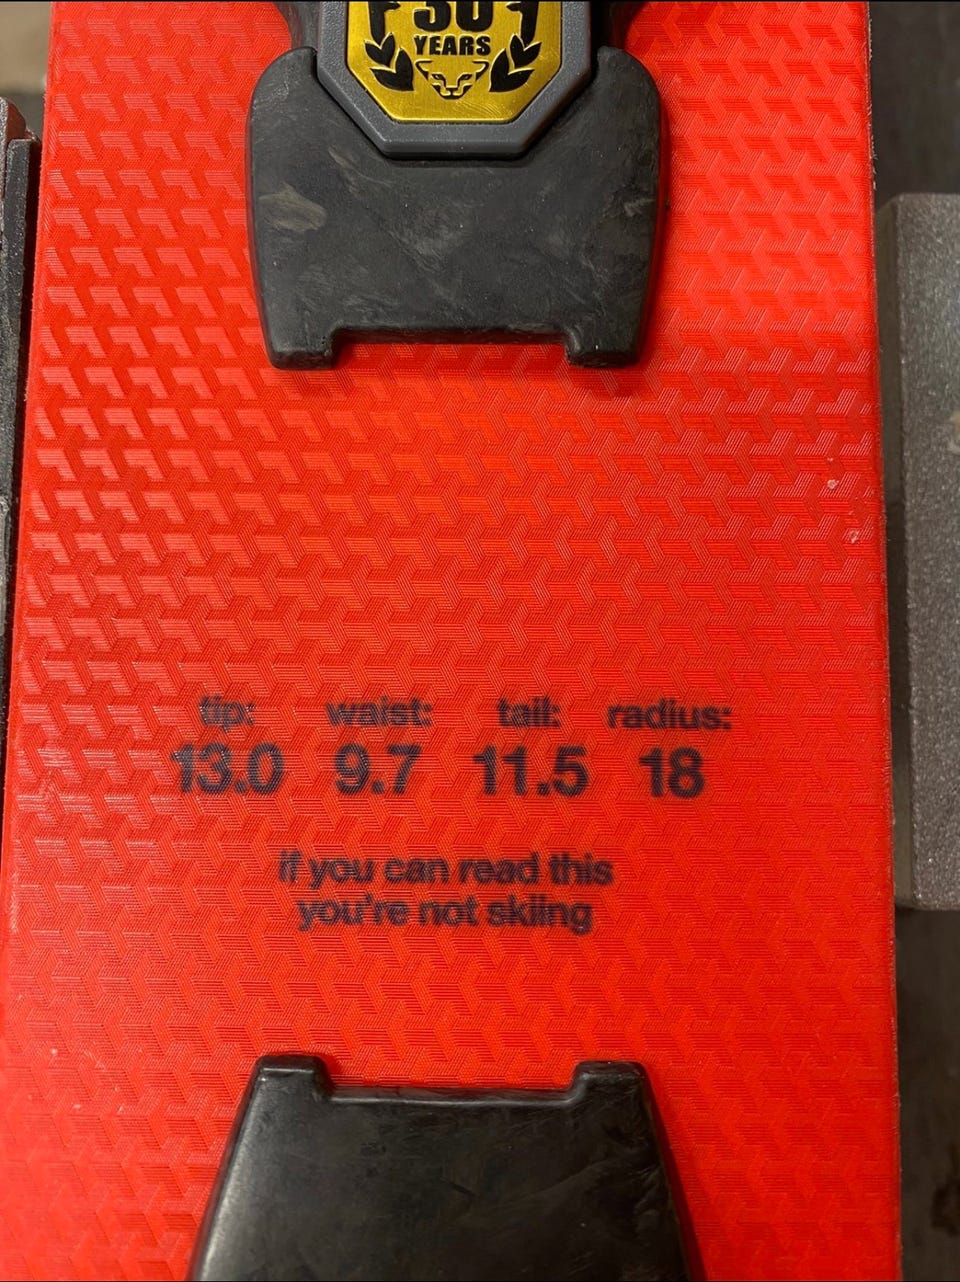 30
YEARS
tip: waist: tail: radius:
13.0 9.7 11.5 18
if you can read this
you're not skiing